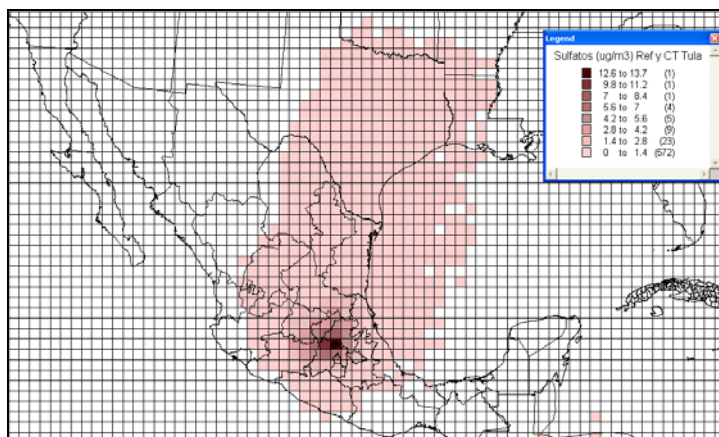 Legend
Sulfatos (ug/m3) Ref y CT Tula
12.6 to 13.7 (1)
9.8 to 11.2 (1)
7 to 8.4 (1)
5.6 to 7 (4)
4.2 to 5.6 (5)
2.8 to 4.2 (9)
1.4 to 2.8 (23)
0 to 1.4 (572)